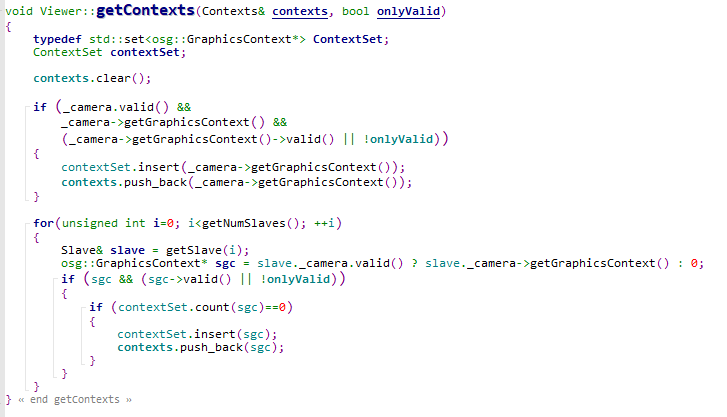 void Viewer::getContexts(Contexts& contexts, bool onlyValid)
{
    typedef std::set<osg::GraphicsContext*> ContextSet;
    ContextSet contextSet;

    contexts.clear();

    if (_camera.valid() &&
        _camera->getGraphicsContext() &&
        (_camera->getGraphicsContext()->valid() || !onlyValid))
    {
        contextSet.insert(_camera->getGraphicsContext());
        contexts.push_back(_camera->getGraphicsContext());
    }

    for(unsigned int i=0; i<getNumSlaves(); ++i)
    {
        Slave& slave = getSlave(i);
        osg::GraphicsContext* sgc = slave._camera.valid() ? slave._camera->getGraphicsContext() : 0;
        if (sgc && (sgc->valid() || !onlyValid))
        {
            if (contextSet.count(sgc)==0)
            {
                contextSet.insert(sgc);
                contexts.push_back(sgc);
            }
        }
    }
} « end getContexts »